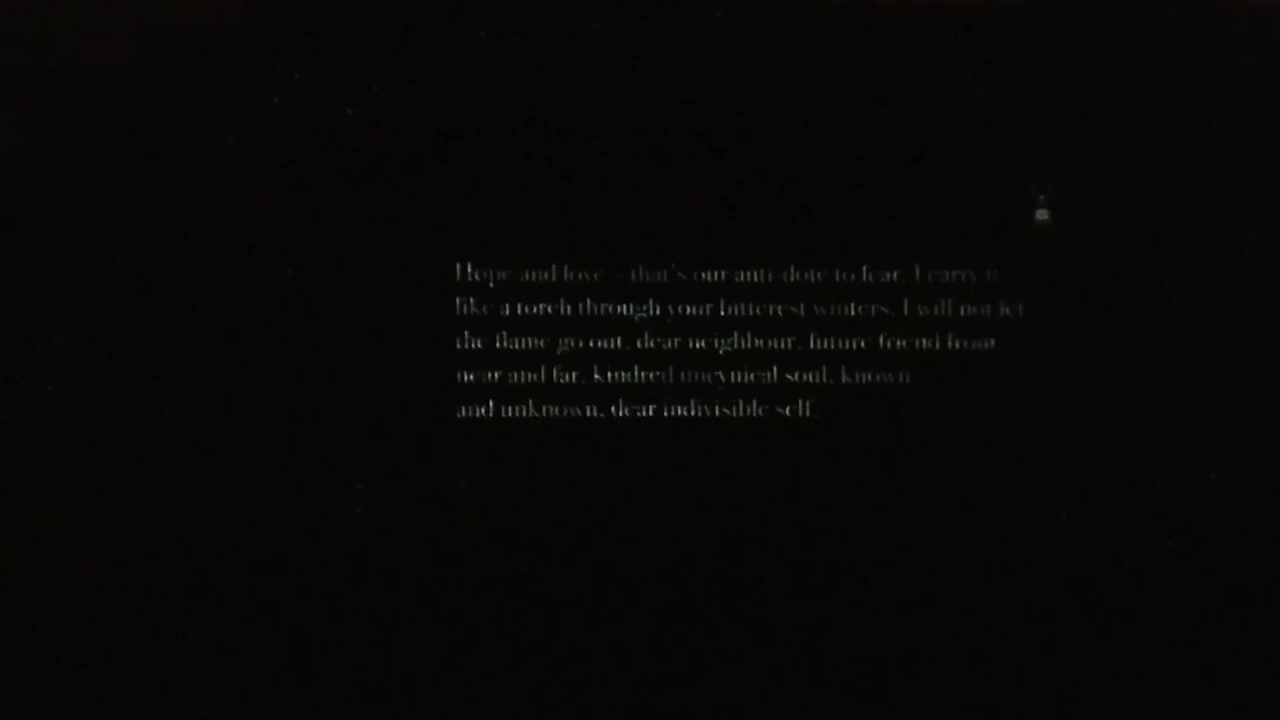 Hope and love – that's our anti-dote to fear. I carry it
like a torch through your bitterest winters. I will not let
the flame go out, dear neighbour, future friend from
near and far, kindred uncynical soul, known
and unknown, dear indivisible self.